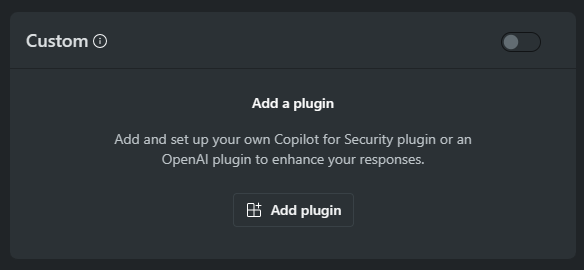 Custom
Add a plugin
Add and set up your own Copilot for Security plugin or an
OpenAI plugin to enhance your responses.
Add plugin